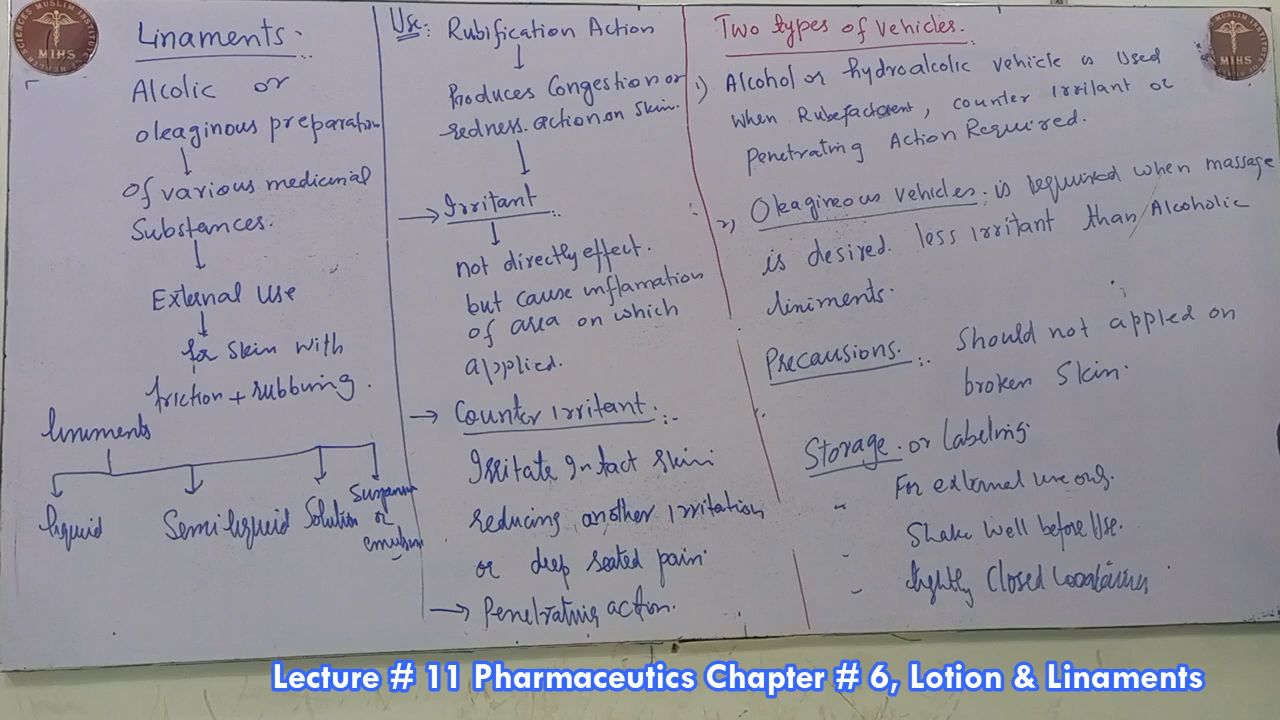 Linaments.
Alcolic or
oleaginous preparation
of various medicinal
Substances.
External Use
for skin with
friction + rubbing.
liniments
liquid
Semi liquid
Solution
or
Use: Rubification Action
Produces Congestion or
redness action on skin.
→ Irritant
not directly effect.
but cause inflamation
of area on which
applied.
→ Counter irritant.
Irritate Intact skin
reducing another irritation
or deep seated pain.
→ Penetrating action.
Two types of vehicles.
1) Alcohol or hydroalcolic vehicle is Used
when Rubefacient, counter irritant or
Penetrating Action Required.
2) Oleagineous vehicles. is required when massage
is desired. less irritant than Alcoholic
liniments.
Precausions. Should not appled on
broken Skin.
Storage. or Labelling.
- For external use only.
- Shake well before Use.
- tightly Closed
MIHS
MIHS
Lecture # 11 Pharmaceutics Chapter # 6, Lotion & Linaments